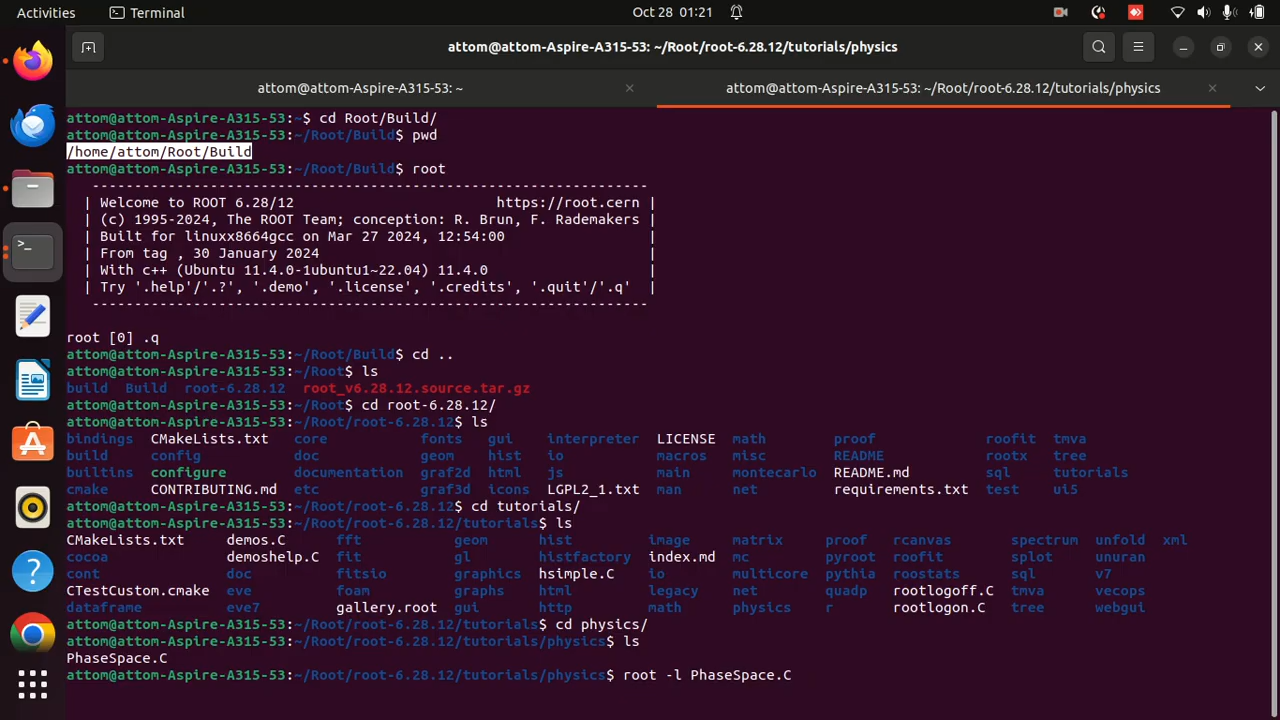 Activities Terminal Oct 28 01:21
attom@attom-Aspire-A315-53: ~/Root/root-6.28.12/tutorials/physics
attom@attom-Aspire-A315-53: ~ attom@attom-Aspire-A315-53: ~/Root/root-6.28.12/tutorials/physics
attom@attom-Aspire-A315-53:~$ cd Root/Build/
attom@attom-Aspire-A315-53:~/Root/Build$ pwd
/home/attom/Root/Build
attom@attom-Aspire-A315-53:~/Root/Build$ root
------------------------------------------------------------------
| Welcome to ROOT 6.28/12 https://root.cern |
| (c) 1995-2024, The ROOT Team; conception: R. Brun, F. Rademakers |
| Built for linuxx8664gcc on Mar 27 2024, 12:54:00 |
| From tag , 30 January 2024 |
| With c++ (Ubuntu 11.4.0-1ubuntu1~22.04) 11.4.0 |
| Try '.help'/'.?', '.demo', '.license', '.credits', '.quit'/'.q' |
------------------------------------------------------------------
root [0] .q
attom@attom-Aspire-A315-53:~/Root/Build$ cd ..
attom@attom-Aspire-A315-53:~/Root$ ls
build Build root-6.28.12 root_v6.28.12.source.tar.gz
attom@attom-Aspire-A315-53:~/Root$ cd root-6.28.12/
attom@attom-Aspire-A315-53:~/Root/root-6.28.12$ ls
bindings CMakeLists.txt core fonts gui interpreter LICENSE math proof roofit tmva
build config doc geom hist io macros misc README rootx tree
builtins configure documentation graf2d html js main montecarlo README.md sql tutorials
cmake CONTRIBUTING.md etc graf3d icons LGPL2_1.txt man net requirements.txt test ui5
attom@attom-Aspire-A315-53:~/Root/root-6.28.12$ cd tutorials/
attom@attom-Aspire-A315-53:~/Root/root-6.28.12/tutorials$ ls
CMakeLists.txt demos.C fft geom hist image matrix proof rcanvas spectrum unfold xml
cocoa demoshelp.C fit gl histfactory index.md mc pyroot roofit splot unuran
cont doc fitsio graphics hsimple.C io multicore pythia roostats sql v7
CTestCustom.cmake eve foam graphs html legacy net quadp rootlogoff.C tmva vecops
dataframe eve7 gallery.root gui http math physics r rootlogon.C tree webgui
attom@attom-Aspire-A315-53:~/Root/root-6.28.12/tutorials$ cd physics/
attom@attom-Aspire-A315-53:~/Root/root-6.28.12/tutorials/physics$ ls
PhaseSpace.C
attom@attom-Aspire-A315-53:~/Root/root-6.28.12/tutorials/physics$ root -l PhaseSpace.C